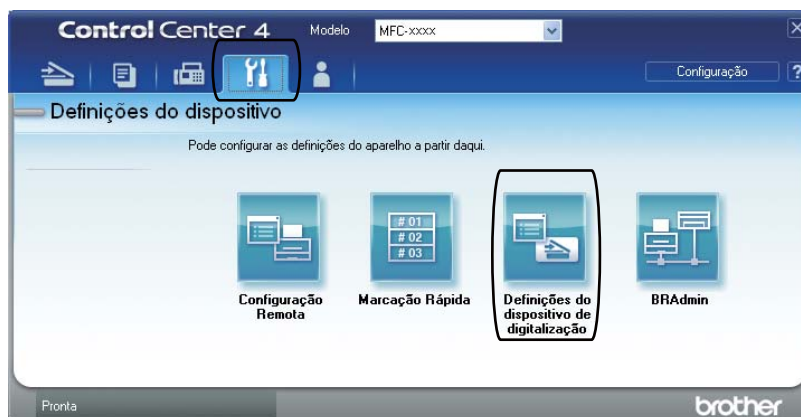 Control Center 4 Modelo MFC-xxxx
Configuração ?
Definições do dispositivo
Pode configurar as definições do aparelho a partir daqui.
# 01
# 02
# 03
Configuração
Remota
Marcação Rápida
Definições do
dispositivo de
digitalização
BRAdmin
Pronta
brother